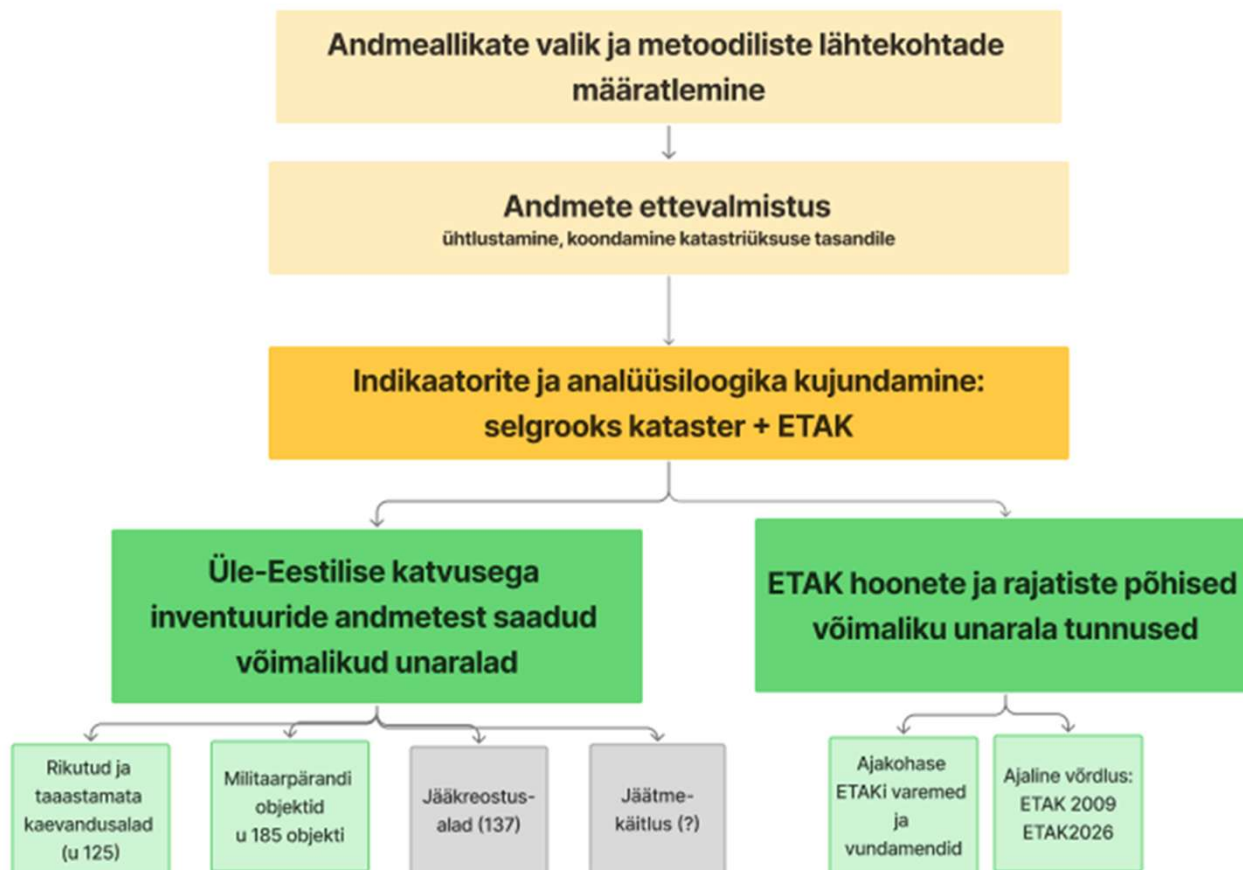 Andmeallikate valik ja metoodiliste lähtekohtade
määratlemine
Andmete ettevalmistus
ühtlustamine, koondamine katastriüksuse tasandile
Indikaatorite ja analüüsiloogika kujundamine:
selgrooks kataster + ETAK
Üle-Eestilise katvusega
inventuuride andmetest saadud
võimalikud unaralad
ETAK hoonete ja rajatiste põhised
võimaliku unarala tunnused
Rikutud ja
taaastamata
kaevandusalad
(u 125)
Militaarpärandi
objektid
u 185 objekti
Jääkreostus-
alad (137)
Jäätme-
käitlus (?)
Ajakohase
ETAKi varemed
ja
vundamendid
Ajaline võrdlus:
ETAK 2009
ETAK2026